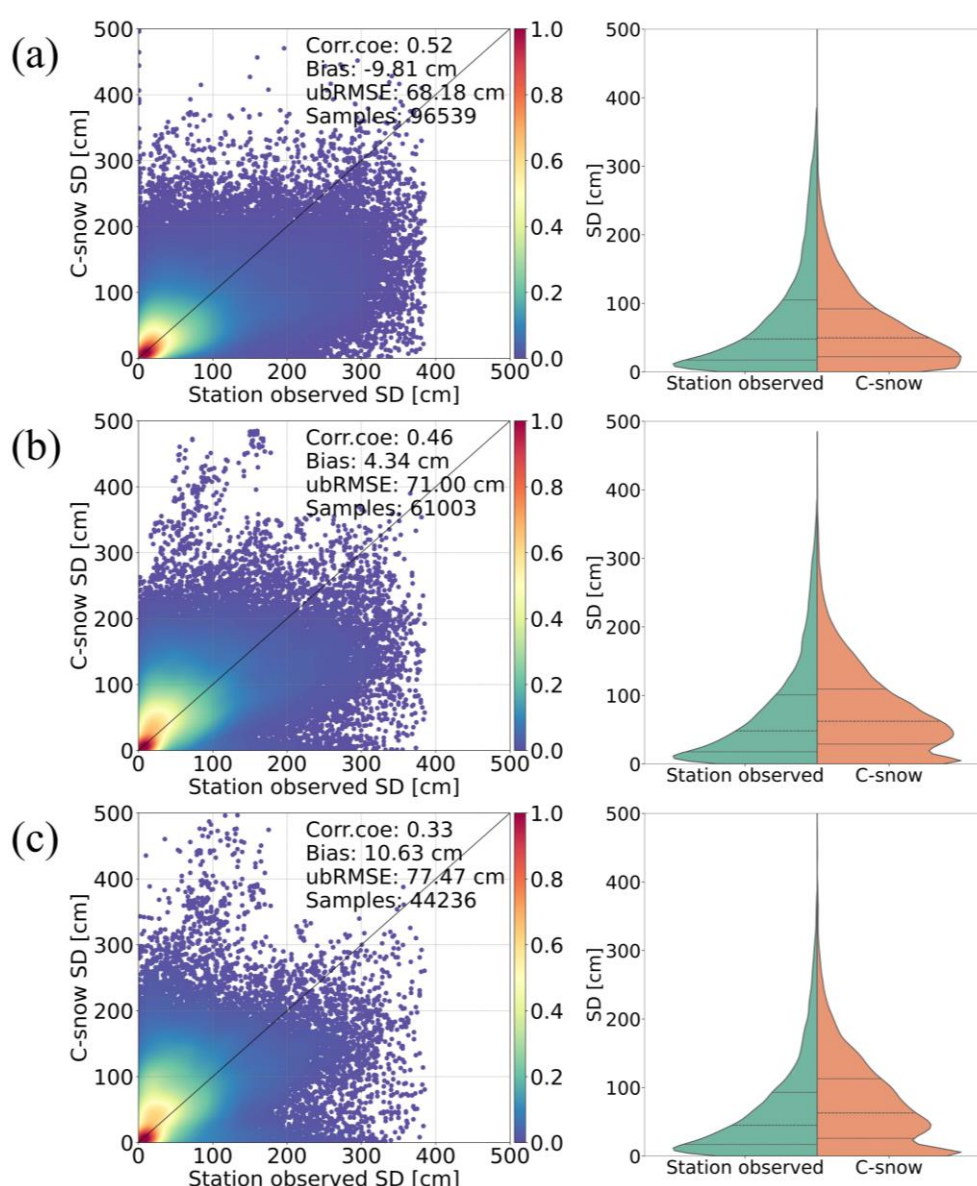 (a)
500
400
300
200
100
0
C-snow SD [cm]
Corr.coe: 0.52
Bias: -9.81 cm
ubRMSE: 68.18 cm
Samples: 96539
0 100 200 300 400 500
Station observed SD [cm]
1.0
0.8
0.6
0.4
0.2
0.0
500
400
300
200
100
0
SD [cm]
Station observed C-snow
(b)
500
400
300
200
100
0
C-snow SD [cm]
Corr.coe: 0.46
Bias: 4.34 cm
ubRMSE: 71.00 cm
Samples: 61003
0 100 200 300 400 500
Station observed SD [cm]
1.0
0.8
0.6
0.4
0.2
0.0
500
400
300
200
100
0
SD [cm]
Station observed C-snow
(c)
500
400
300
200
100
0
C-snow SD [cm]
Corr.coe: 0.33
Bias: 10.63 cm
ubRMSE: 77.47 cm
Samples: 44236
0 100 200 300 400 500
Station observed SD [cm]
1.0
0.8
0.6
0.4
0.2
0.0
500
400
300
200
100
0
SD [cm]
Station observed C-snow